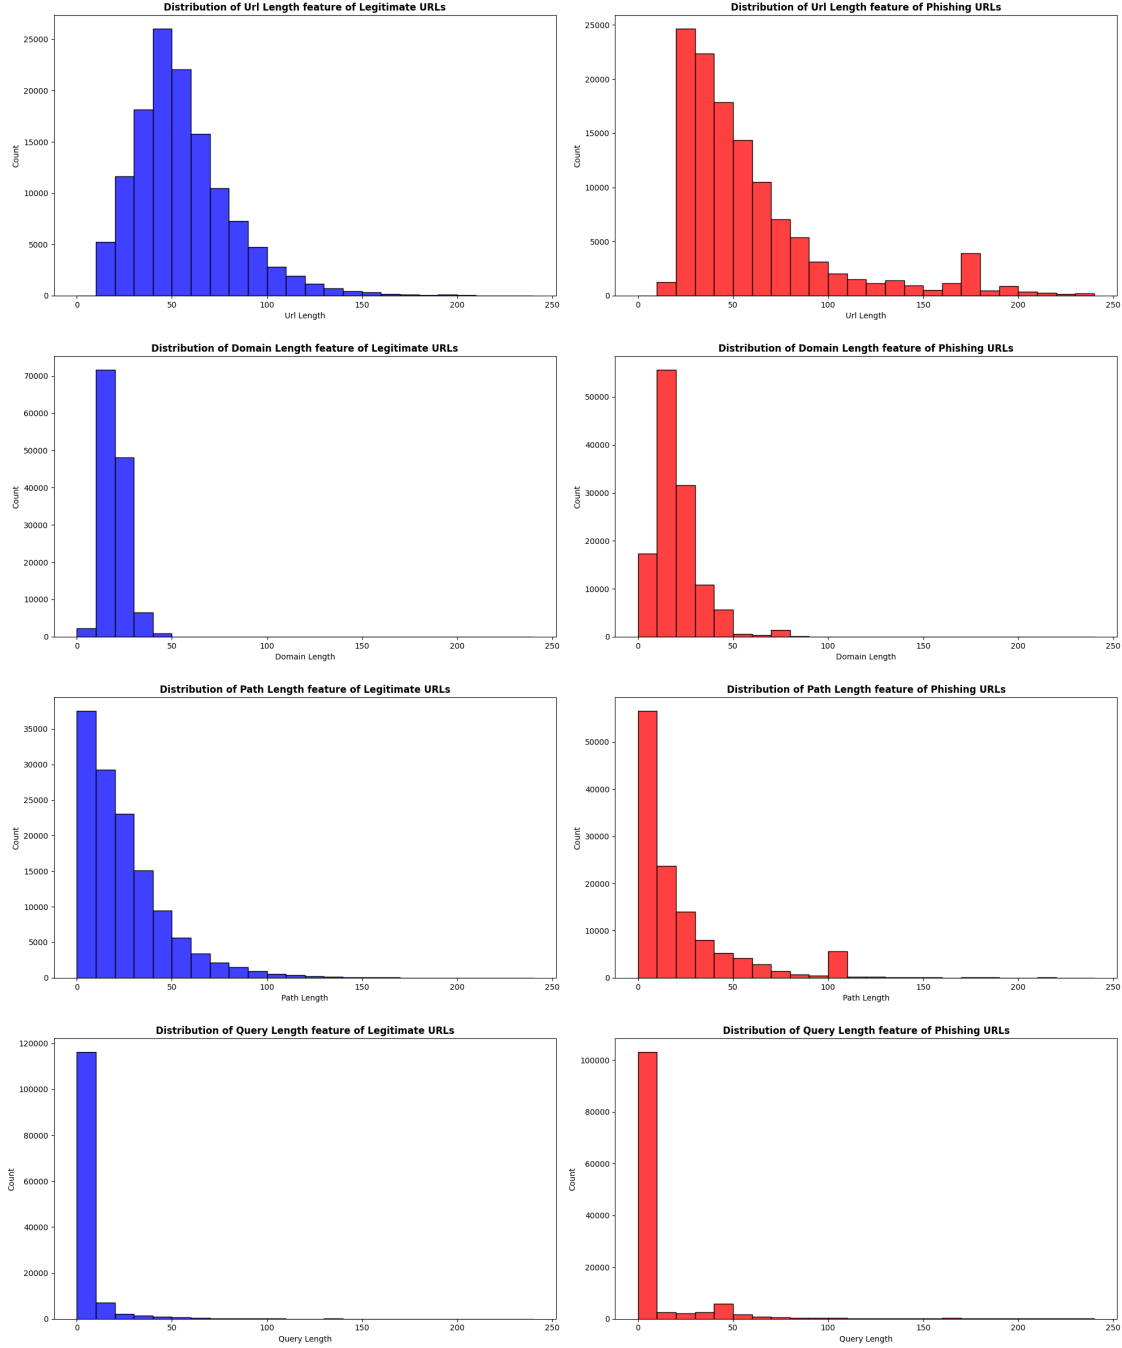 Distribution of Url Length feature of Legitimate URLs
25000
20000
15000
10000
5000
0
Count
0 50 100 150 200 250
Url Length
Distribution of Url Length feature of Phishing URLs
25000
20000
15000
10000
5000
0
Count
0 50 100 150 200 250
Url Length
Distribution of Domain Length feature of Legitimate URLs
70000
60000
50000
40000
30000
20000
10000
0
Count
0 50 100 150 200 250
Domain Length
Distribution of Domain Length feature of Phishing URLs
50000
40000
30000
20000
10000
0
Count
0 50 100 150 200 250
Domain Length
Distribution of Path Length feature of Legitimate URLs
35000
30000
25000
20000
15000
10000
5000
0
Count
0 50 100 150 200 250
Path Length
Distribution of Path Length feature of Phishing URLs
50000
40000
30000
20000
10000
0
Count
0 50 100 150 200 250
Path Length
Distribution of Query Length feature of Legitimate URLs
120000
100000
80000
60000
40000
20000
0
Count
0 50 100 150 200 250
Query Length
Distribution of Query Length feature of Phishing URLs
100000
80000
60000
40000
20000
0
Count
0 50 100 150 200 250
Query Length